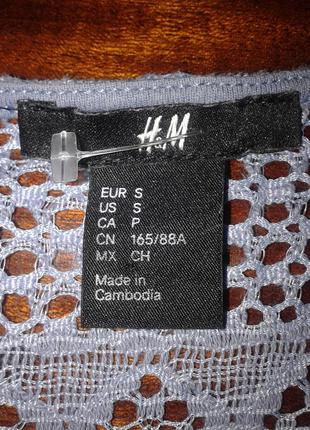 H&M
EUR S
US S
CA P
CN 165/88A
MX CH
Made in
Cambodia